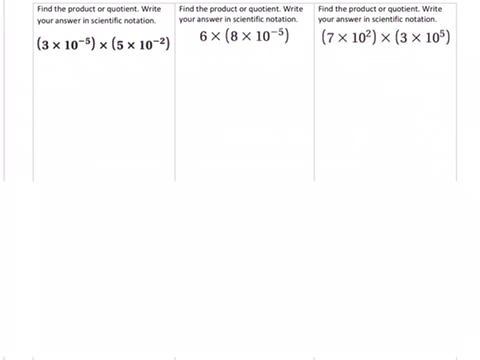 Find the product or quotient. Write
your answer in scientific notation.
(3 × 10⁻⁵) × (5 × 10⁻²)
Find the product or quotient. Write
your answer in scientific notation.
6 × (8 × 10⁻⁵)
Find the product or quotient. Write
your answer in scientific notation.
(7 × 10²) × (3 × 10⁵)